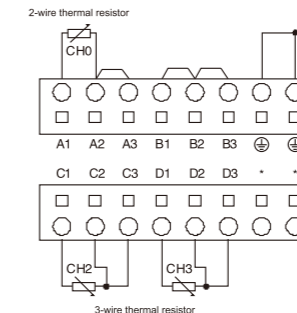 2-wire thermal resistor
CH0
A1 A2 A3 B1 B2 B3
C1 C2 C3 D1 D2 D3 * *
CH2 CH3
3-wire thermal resistor